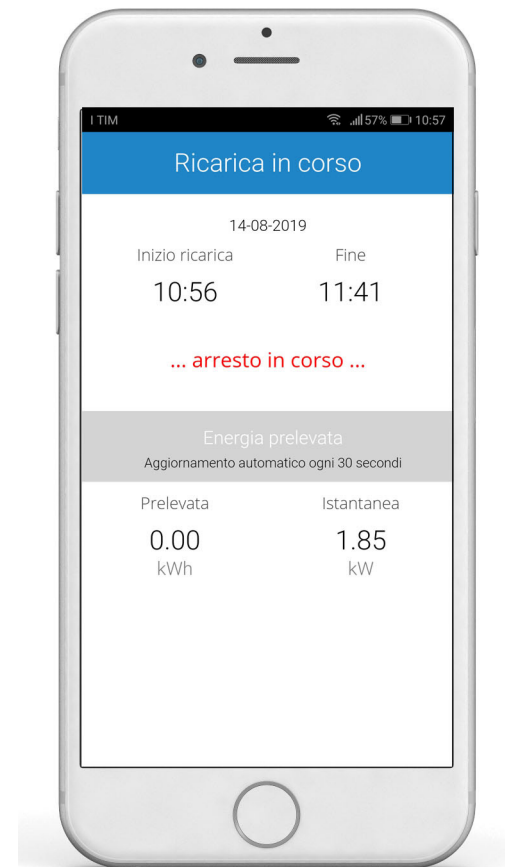 I TIM 57% 10:57
Ricarica in corso
14-08-2019
Inizio ricarica Fine
10:56 11:41
... arresto in corso ...
Energia prelevata
Aggiornamento automatico ogni 30 secondi
Prelevata Istantanea
0.00 1.85
kWh kW